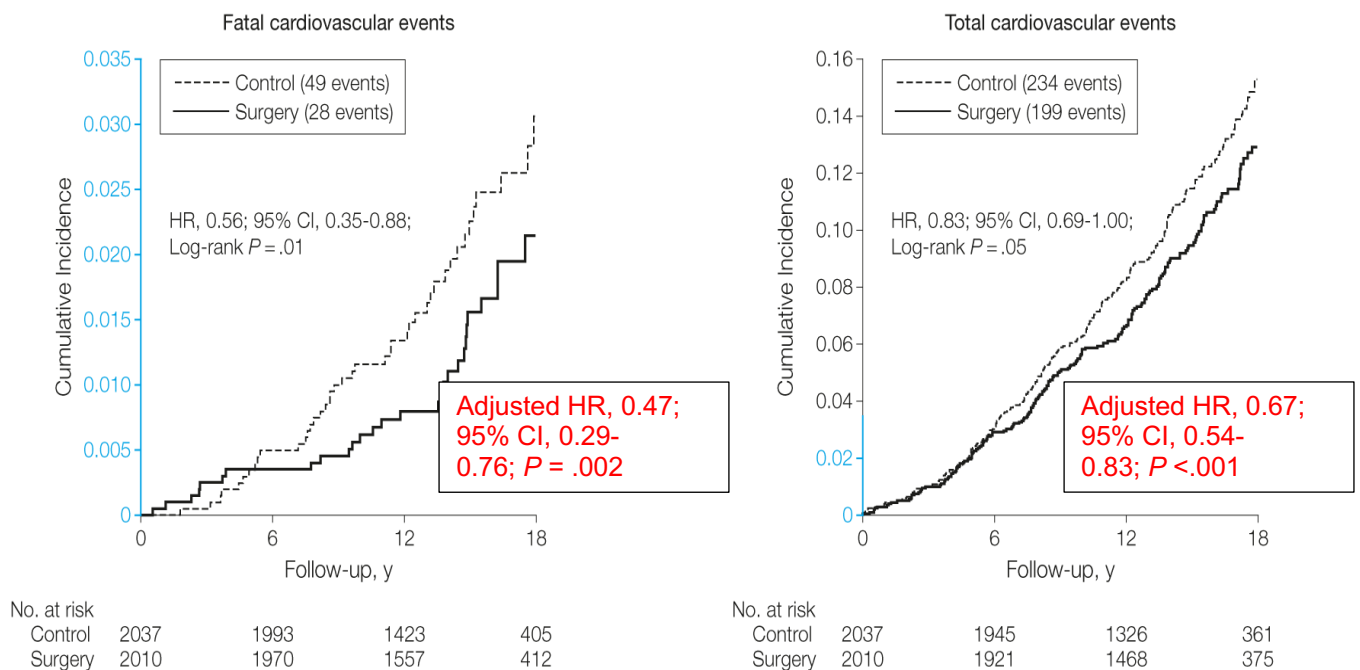 Fatal cardiovascular events
0.035
0.030
0.025
0.020
0.015
0.010
0.005
0
Cumulative Incidence
Control (49 events)
Surgery (28 events)
HR, 0.56; 95% CI, 0.35-0.88;
Log-rank P = .01
Adjusted HR, 0.47;
95% CI, 0.29-
0.76; P = .002
0 6 12 18
Follow-up, y
No. at risk
Control 2037 1993 1423 405
Surgery 2010 1970 1557 412
Total cardiovascular events
0.16
0.14
0.12
0.10
0.08
0.06
0.04
0.02
0
Cumulative Incidence
Control (234 events)
Surgery (199 events)
HR, 0.83; 95% CI, 0.69-1.00;
Log-rank P = .05
Adjusted HR, 0.67;
95% CI, 0.54-
0.83; P <.001
0 6 12 18
Follow-up, y
No. at risk
Control 2037 1945 1326 361
Surgery 2010 1921 1468 375